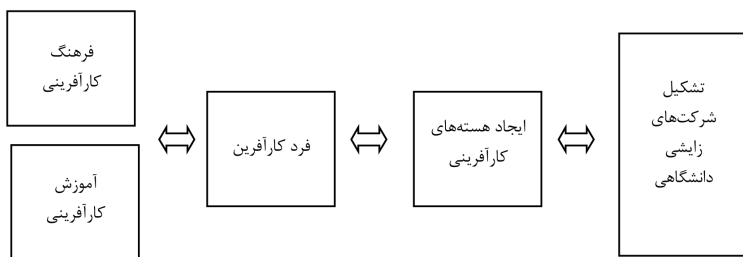 فرهنگ
کارآفرینی
آموزش
کارآفرینی
فرد کارآفرین
ایجاد هسته‌های
کارآفرینی
تشکیل
شرکت‌های
زایشی
دانشگاهی